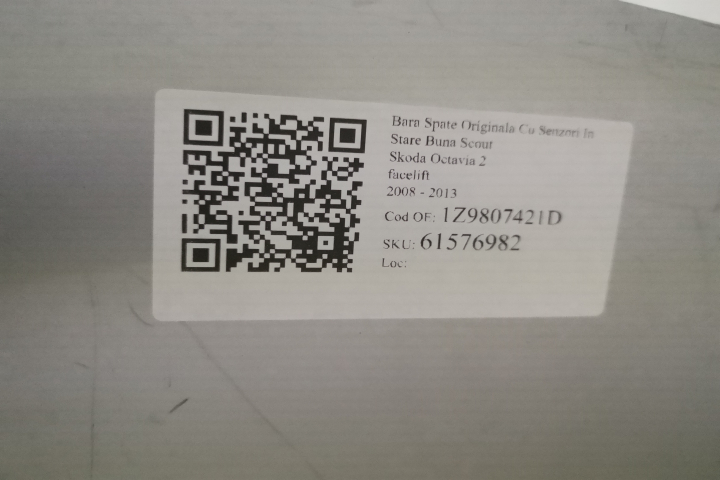 Bara Spate Originala Cu Senzori In
Stare Buna Scout
Skoda Octavia 2
facelift
2008 - 2013
Cod OF: 1Z9807421D
SKU: 61576982
Loc: